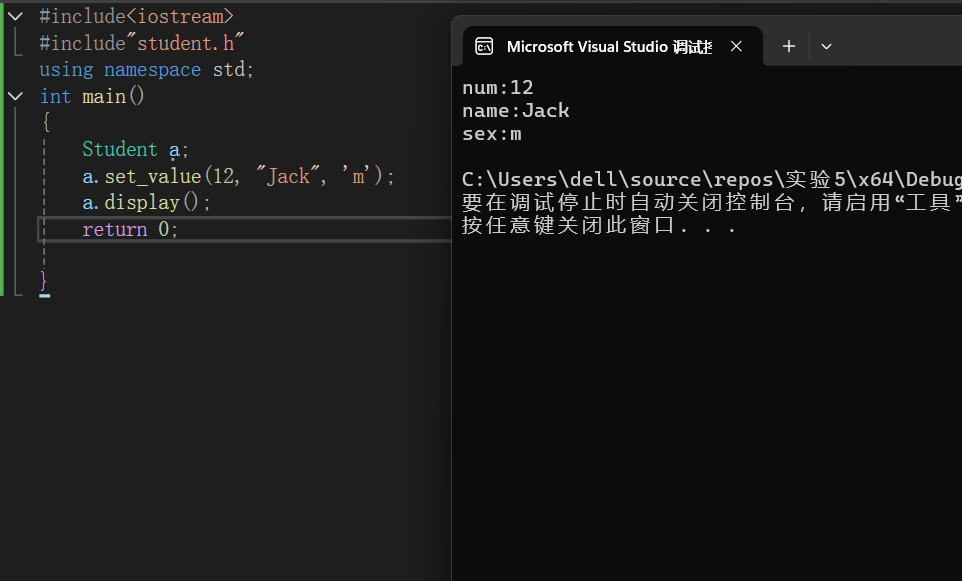 #include<iostream>
#include"student.h"
using namespace std;
int main()
{
Student a;
a.set_value(12, "Jack", 'm');
a.display();
return 0;
}
Microsoft Visual Studio 调试
num:12
name:Jack
sex:m
C:\Users\dell\source\repos\实验5\x64\Debug
要在调试停止时自动关闭控制台，请启用“工具”
按任意键关闭此窗口. . .